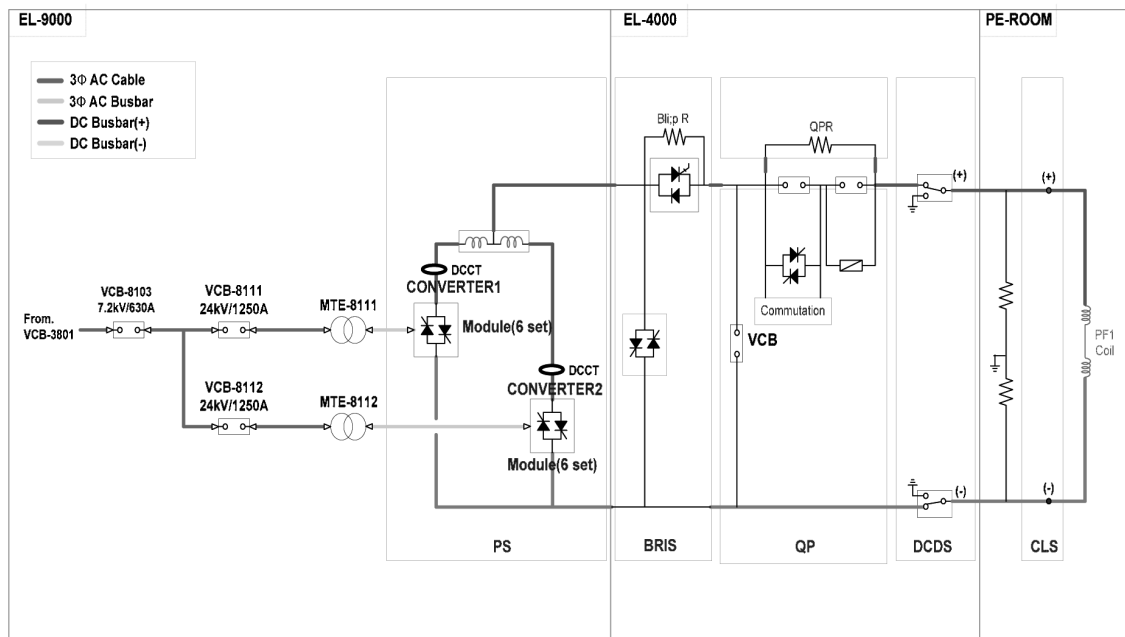 EL-9000
EL-4000
PE-ROOM
3Φ AC Cable
3Φ AC Busbar
DC Busbar(+)
DC Busbar(-)
Bli;p R
QPR
(+)
(+)
DCCT
CONVERTER1
VCB-8103
7.2kV/630A
VCB-8111
24kV/1250A
MTE-8111
Module(6 set)
Commutation
From.
VCB-3801
VCB
PF1
Coil
DCCT
CONVERTER2
VCB-8112
24kV/1250A
MTE-8112
Module(6 set)
(-)
(-)
PS
BRIS
QP
DCDS
CLS